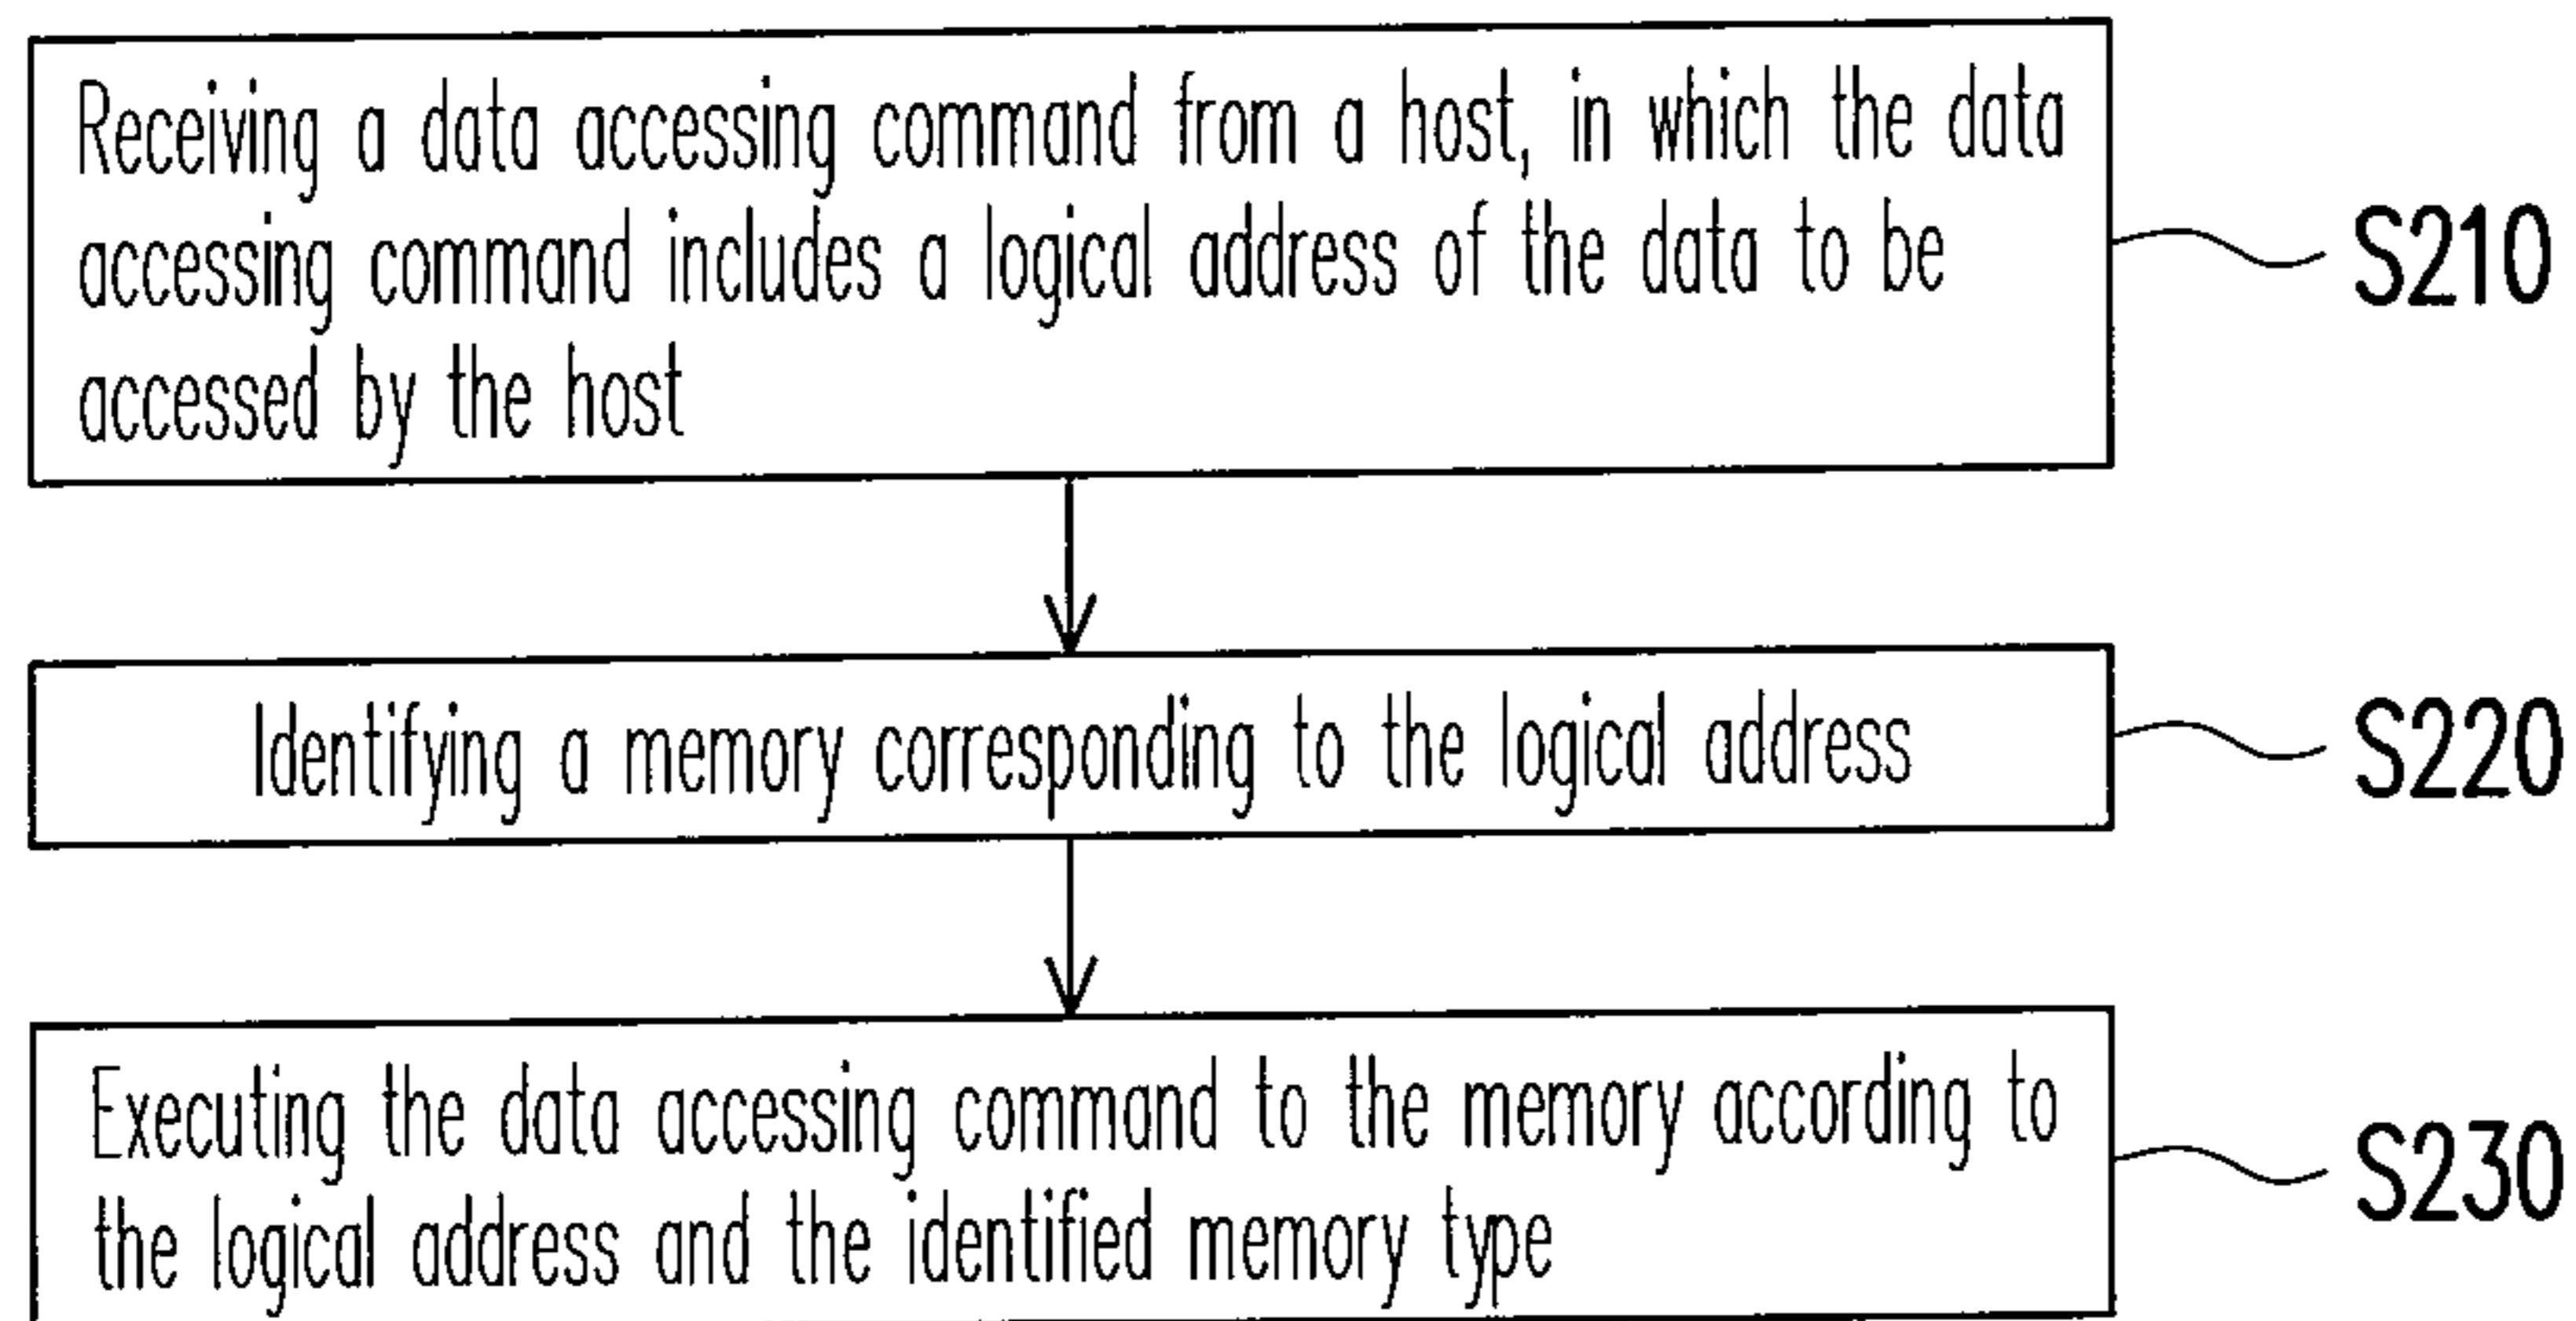 Receiving a data accessing command from a host, in which the data
accessing command includes a logical address of the data to be
accessed by the host
S210
Identifying a memory corresponding to the logical address
S220
Executing the data accessing command to the memory according to
the logical address and the identified memory type
S230